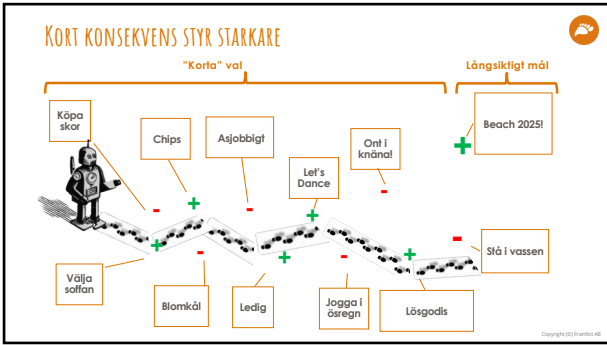 Kort konsekvens styr starkare
"Korta" val
Långsiktigt mål
Köpa
skor
Chips
Asjobbigt
Let's
Dance
Ont i
knäna!
Beach 2025!
Välja
soffan
Blomkål
Ledig
Jogga i
ösregn
Lösgodis
Stå i vassen
Copyright (C) Framfot AB